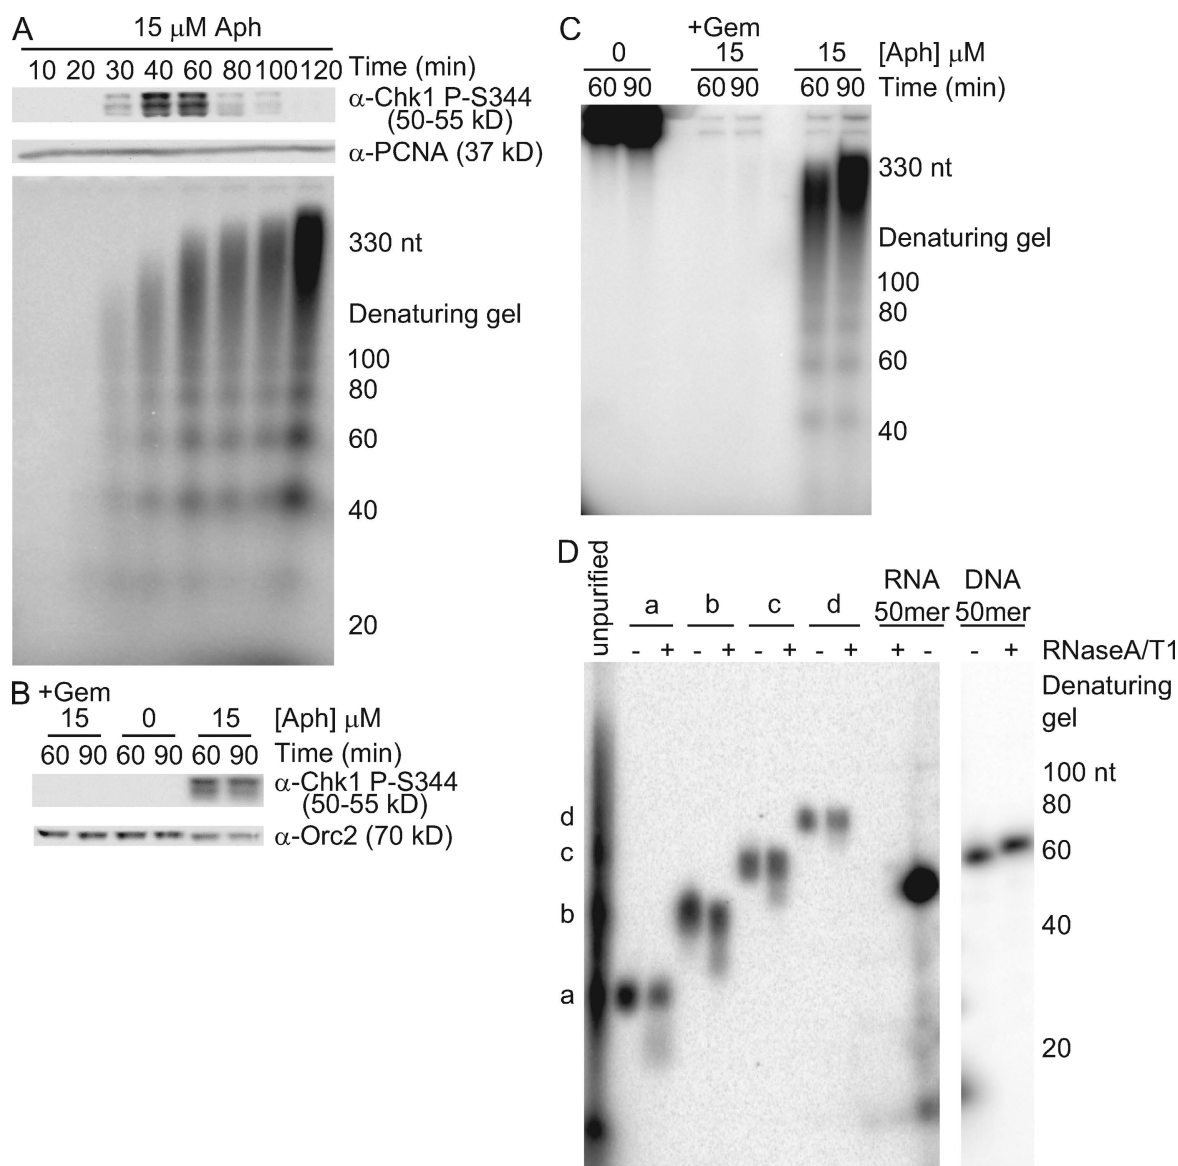 A
15 μM Aph
10 20 30 40 60 80 100 120 Time (min)
α-Chk1 P-S344
(50-55 kD)
α-PCNA (37 kD)
330 nt
Denaturing gel
100
80
60
40
20
B
+Gem
15 0 15 [Aph] μM
60 90 60 90 60 90 Time (min)
α-Chk1 P-S344
(50-55 kD)
α-Orc2 (70 kD)
C
+Gem
0 15 15 [Aph] μM
60 90 60 90 60 90 Time (min)
330 nt
Denaturing gel
100
80
60
40
D
unpurified
a b c d
RNA
50mer
DNA
50mer
- + - + - + - + + - - + RNaseA/T1
Denaturing
gel
100 nt
80
60
40
20
d
c
b
a